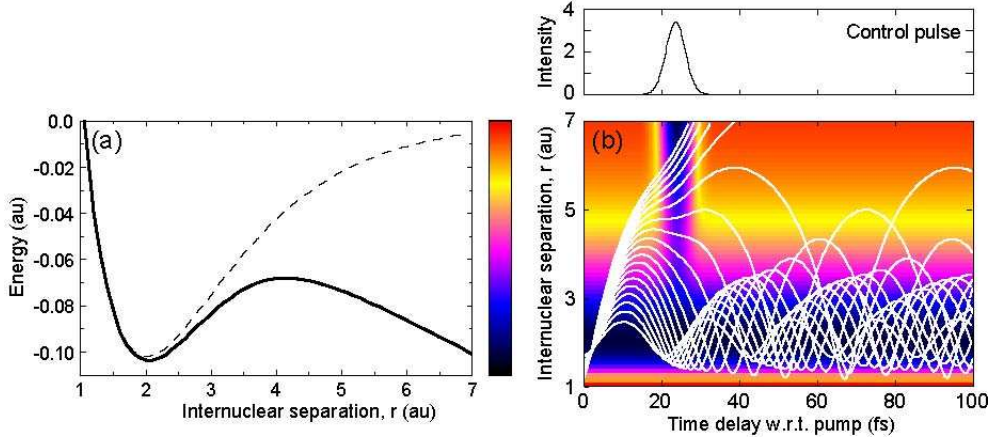 4
2
0
Intensity
Control pulse
0.0
-0.02
-0.04
-0.06
-0.08
-0.10
Energy (au)
(a)
1 2 3 4 5 6 7
Internuclear separation, r (au)
7
5
3
1
Internuclear separation, r (au)
(b)
0 20 40 60 80 100
Time delay w.r.t. pump (fs)